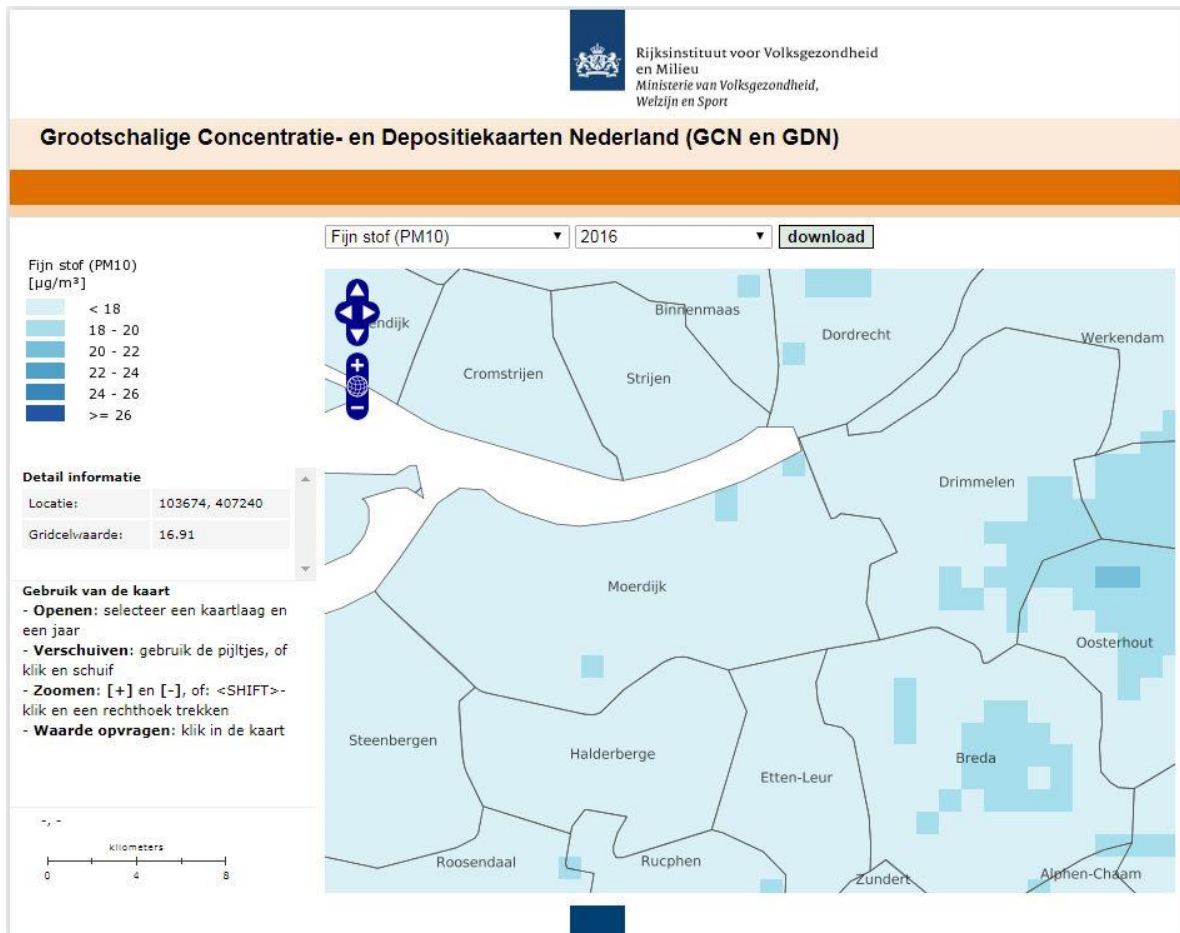 Rijksinstituut voor Volksgezondheid
en Milieu
Ministerie van Volksgezondheid,
Welzijn en Sport
Grootschalige Concentratie- en Depositiekaarten Nederland (GCN en GDN)
Fijn stof (PM10) 2016 download
Fijn stof (PM10)
[µg/m³]
< 18
18 - 20
20 - 22
22 - 24
24 - 26
>= 26
Detail informatie
Locatie: 103674, 407240
Gridcelwaarde: 16.91
Gebruik van de kaart
- Openen: selecteer een kaartlaag en
een jaar
- Verschuiven: gebruik de pijltjes, of
klik en schuif
- Zoomen: [+] en [-], of: <SHIFT>-
klik en een rechthoek trekken
- Waarde opvragen: klik in de kaart
-, -
kilometers
0 4 8
endijk
Binnenmaas
Dordrecht
Werkendam
Cromstrijen
Strijen
Drimmelen
Moerdijk
Oosterhout
Steenbergen
Halderberge
Etten-Leur
Breda
Roosendaal
Rucphen
Zundert
Alphen-Chaam